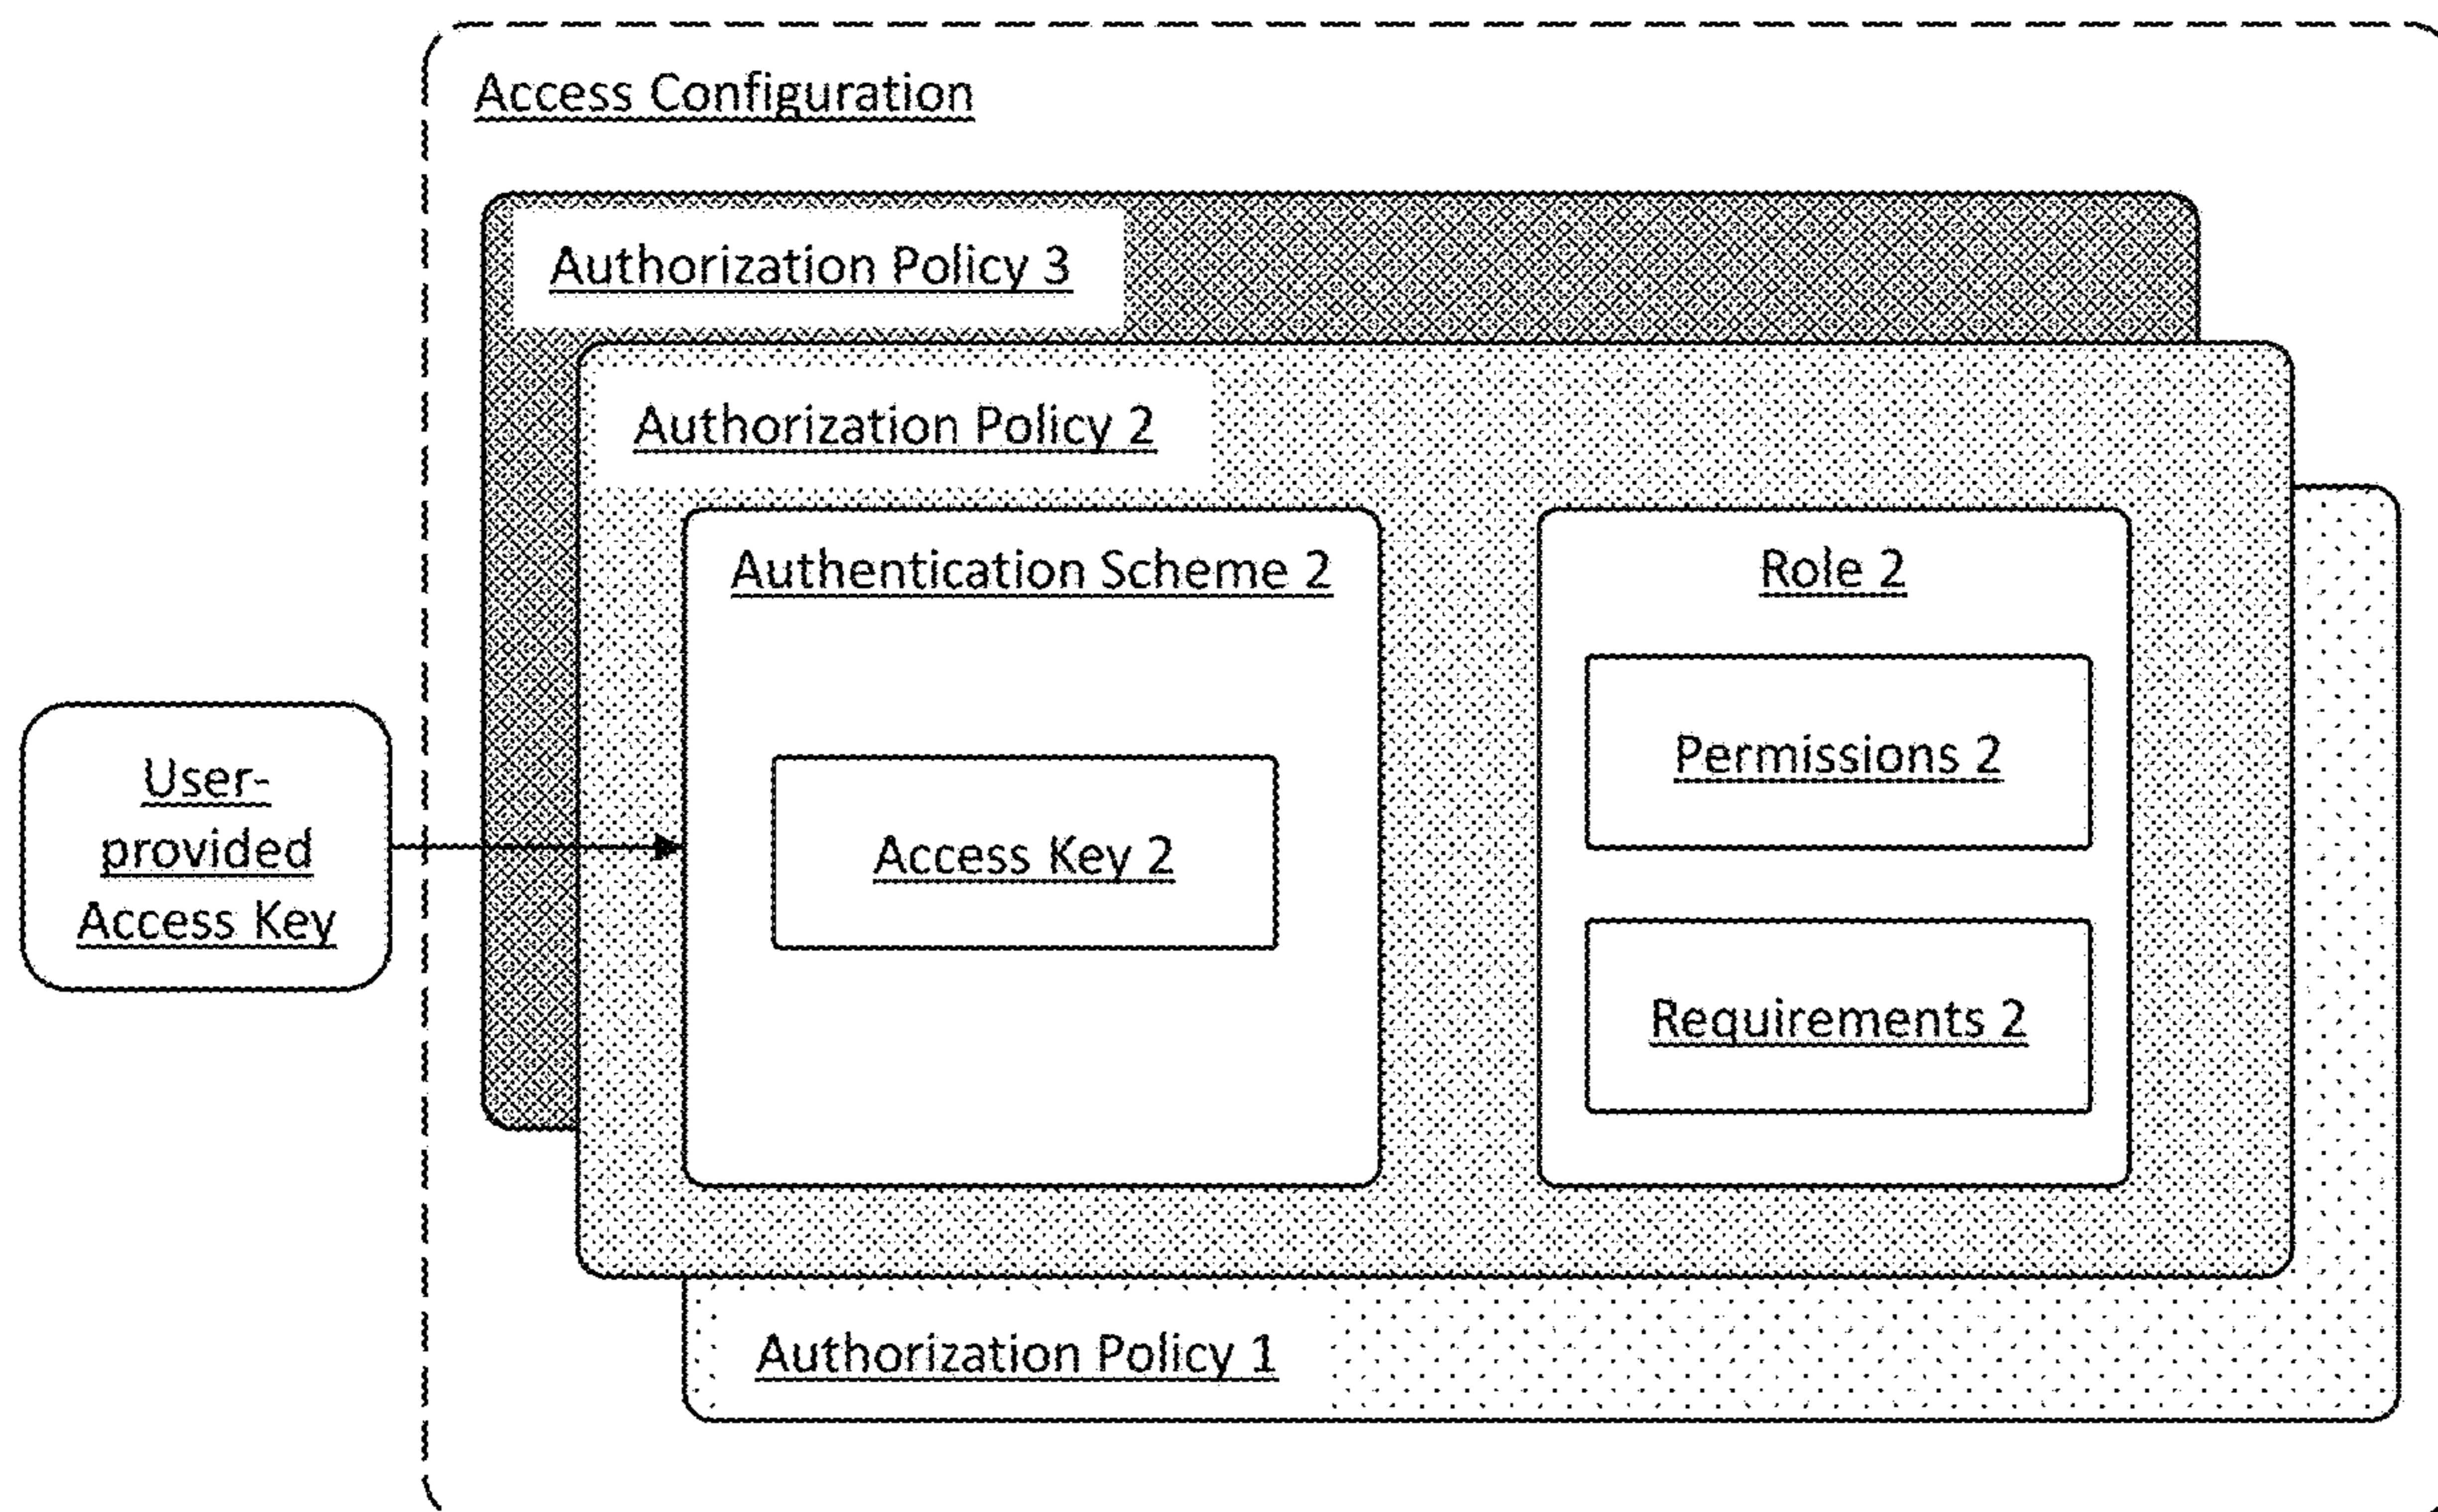 Access Configuration
Authorization Policy 3
Authorization Policy 2
Authentication Scheme 2
Role 2
Permissions 2
User-
provided
Access Key
Access Key 2
Requirements 2
Authorization Policy 1